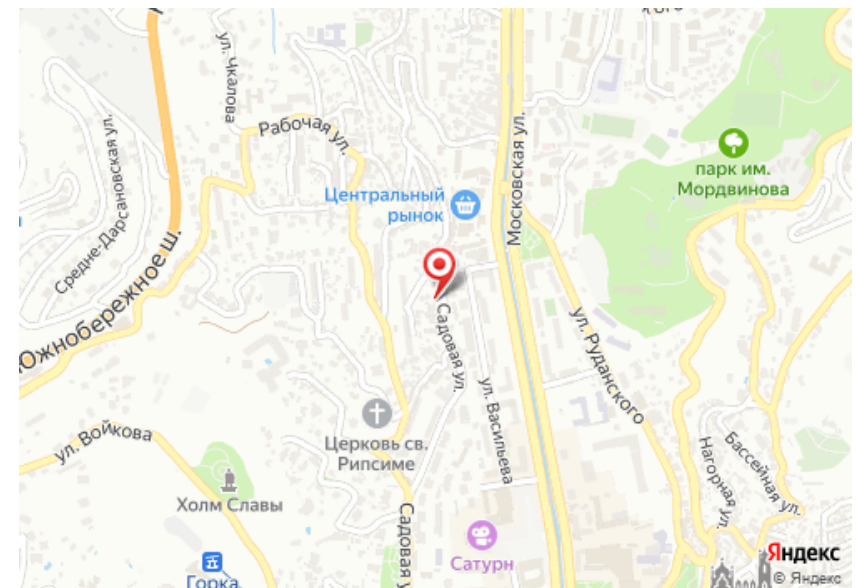 ул. Чкалова
Рабочая ул.
Московская ул.
парк им.
Мордвинова
Центральный
рынок
Средне-Дарсановская ул.
Южнобережное ш.
Садовая ул.
ул. Руданского
ул. Васильева
ул. Войкова
Церковь св.
Рипсиме
Бассейная ул.
Нагорная ул.
Холм Славы
Садовая у
Сатурн
Яндекс
Горка
© Яндекс